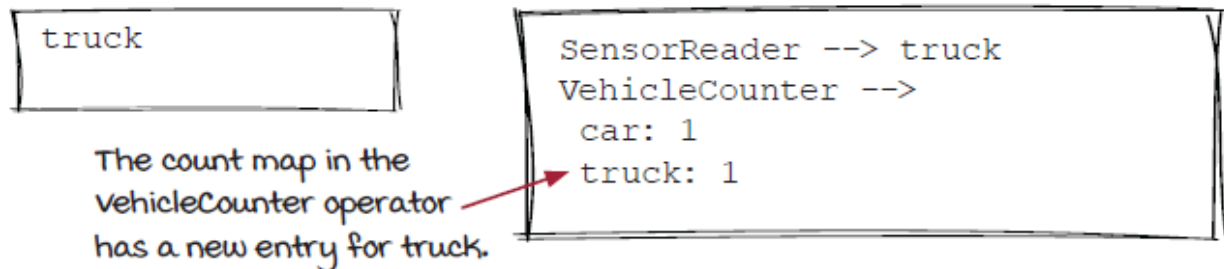 truck
SensorReader --> truck
VehicleCounter -->
car: 1
truck: 1
The count map in the
VehicleCounter operator
has a new entry for truck.